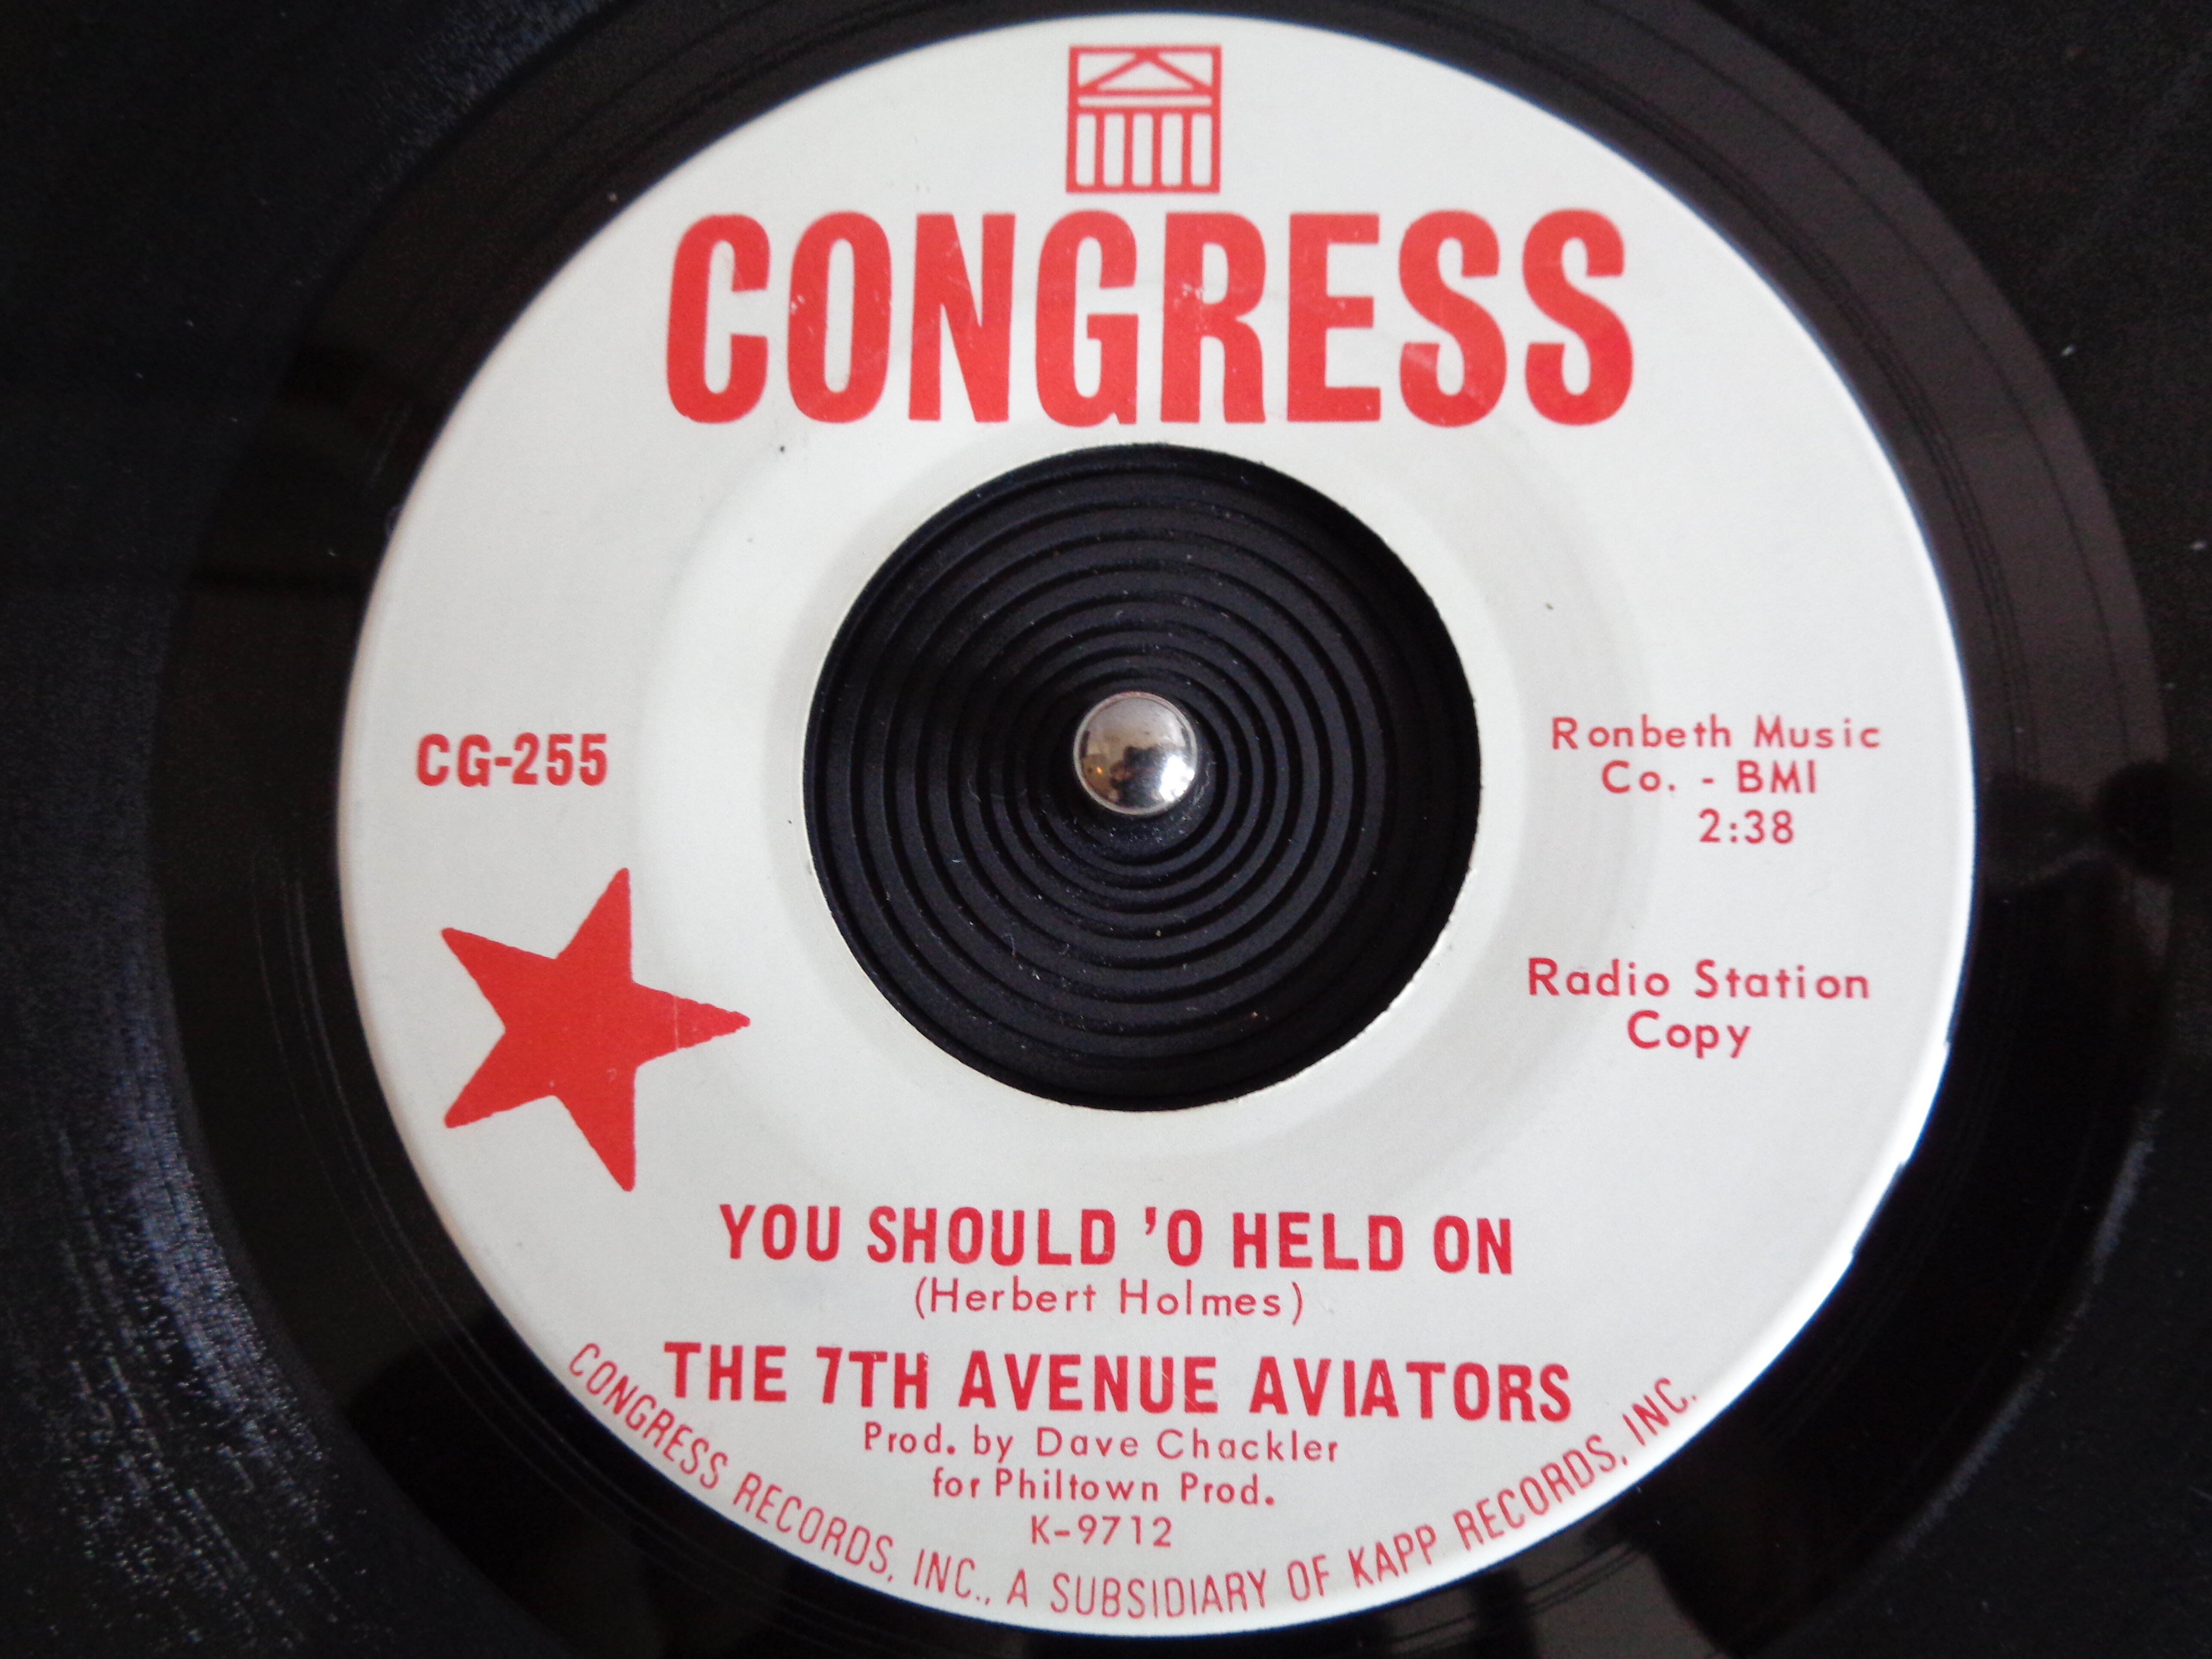 CONGRESS
CG-255
Ronbeth Music
Co. - BMI
2:38
Radio Station
Copy
YOU SHOULD 'O HELD ON
(Herbert Holmes)
THE 7TH AVENUE AVIATORS
Prod. by Dave Chackler
for Philtown Prod.
K-9712
CONGRESS RECORDS, INC., A SUBSIDIARY OF KAPP RECORDS, INC.